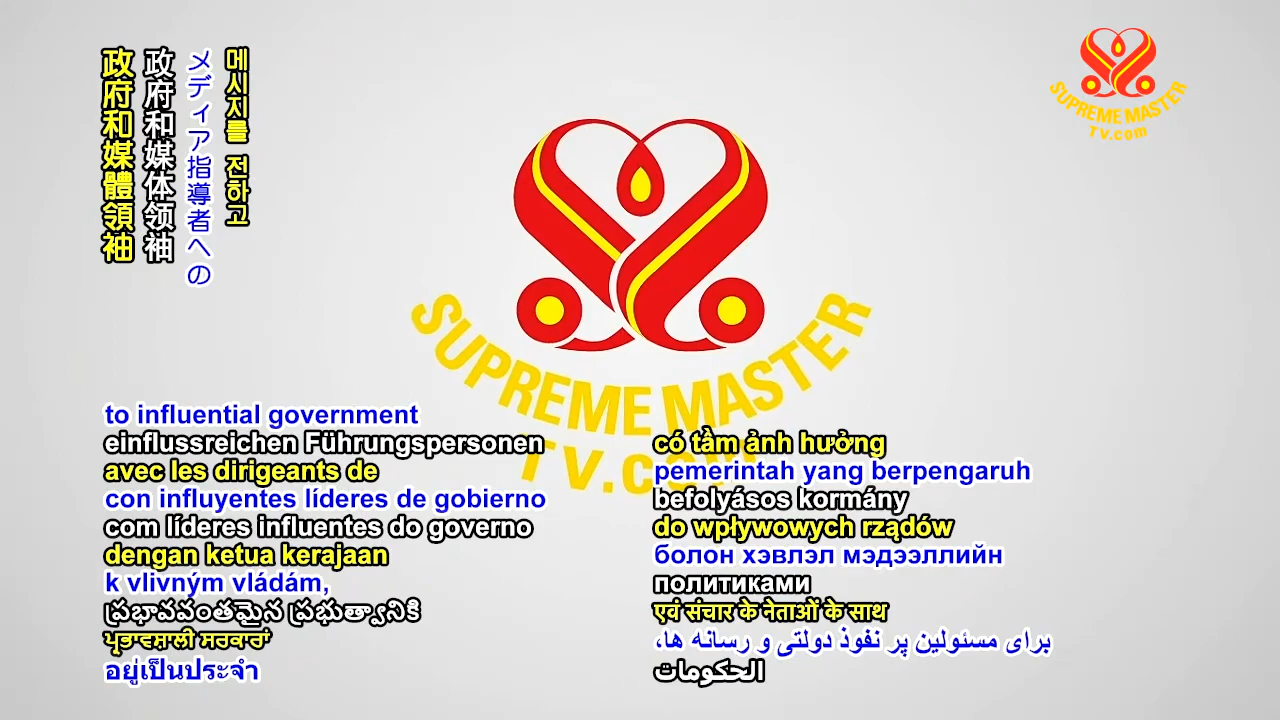 政府和媒體領袖
政府和媒体领袖
メディア指導者への
메시지를 전하고
SUPREME MASTER
TV.com
SUPREME MASTER
TV.COM
to influential government
einflussreichen Führungspersonen
avec les dirigeants de
con influyentes líderes de gobierno
com líderes influentes do governo
dengan ketua kerajaan
k vlivným vládám,
ప్రభావవంతమైన ప్రభుత్వానికి
ਪ੍ਰਭਾਵਸ਼ਾਲੀ ਸਰਕਾਰਾਂ
อยู่เป็นประจำ
có tầm ảnh hưởng
pemerintah yang berpengaruh
befolyásos kormány
do wpływowych rządów
болон хэвлэл мэдээллийн
политиками
एवं संचार के नेताओं के साथ
برای مسئولین پر نفوذ دولتی و رسانه ها،
الحكومات